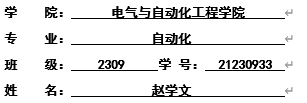 学 院： 电气与自动化工程学院
专 业： 自动化
班 级： 2309 学 号： 21230933
姓 名： 赵学文